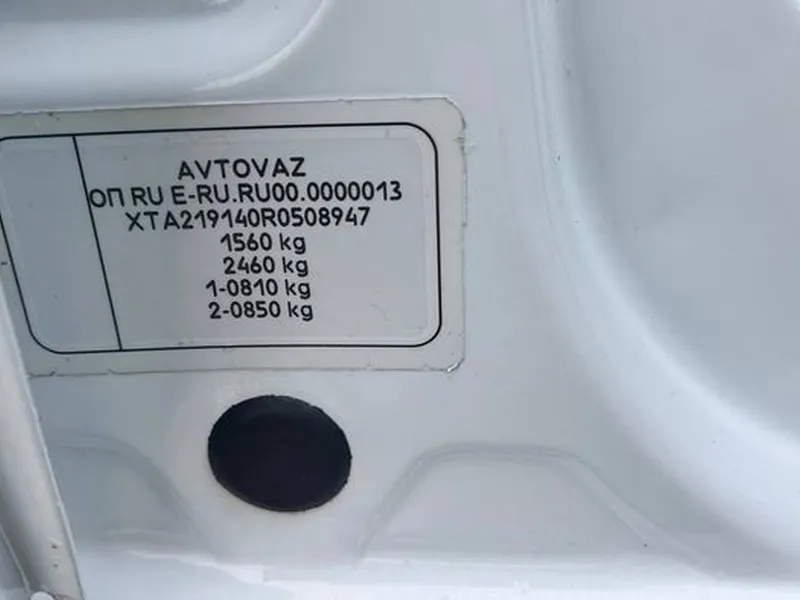 AVTOVAZ
ОП RU E-RU.RU00.0000013
XTA219140R0508947
1560 kg
2460 kg
1-0810 kg
2-0850 kg